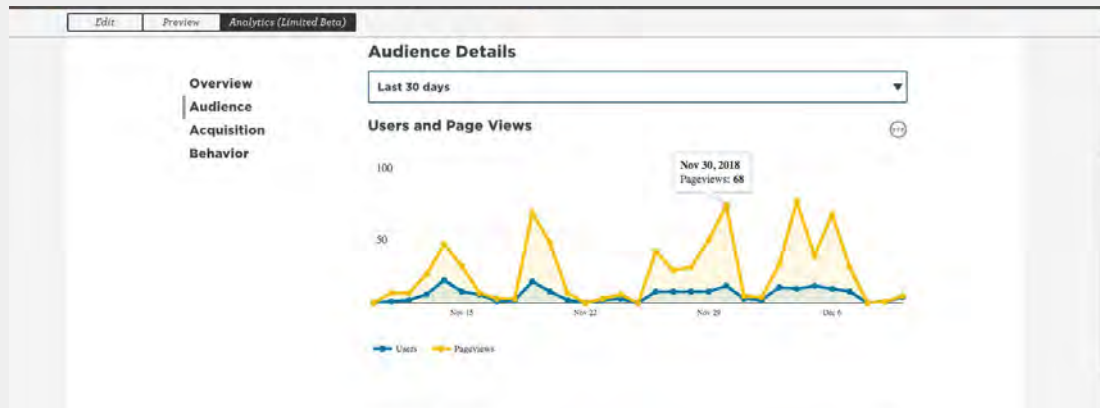 Edit Preview Analytics (Limited Beta)
Audience Details
Overview
Audience
Acquisition
Behavior
Last 30 days
Users and Page Views
100
50
Nov 30, 2018
Pageviews: 68
Nov 15 Nov 22 Nov 29 Dec 6
Users Pageviews